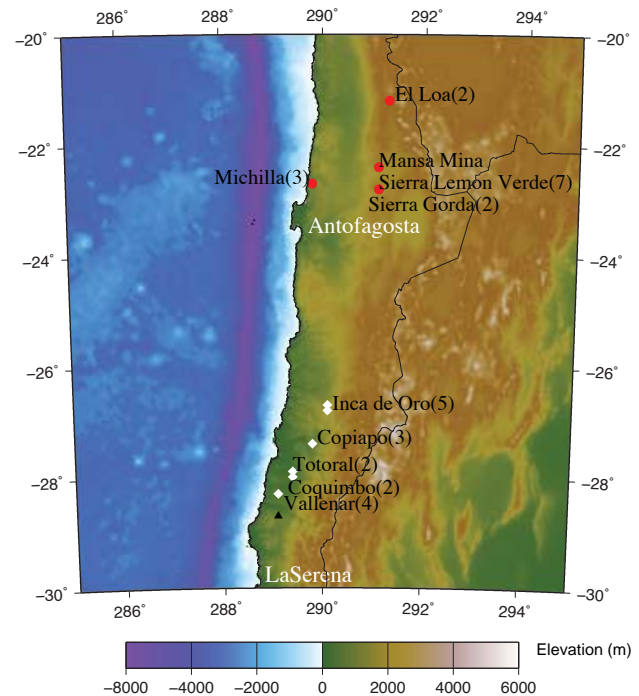 286° 288° 290° 292° 294°
−20° −20°
El Loa(2)
−22° −22°
Mansa Mina
Michilla(3) Sierra Lemon Verde(7)
Sierra Gorda(2)
Antofagosta
−24° −24°
−26° −26°
Inca de Oro(5)
Copiapo(3)
Totoral(2)
−28° Coquimbo(2) −28°
Vallenar(4)
LaSerena
−30° −30°
286° 288° 290° 292° 294°
Elevation (m)
−8000 −6000 −4000 −2000 0 2000 4000 6000